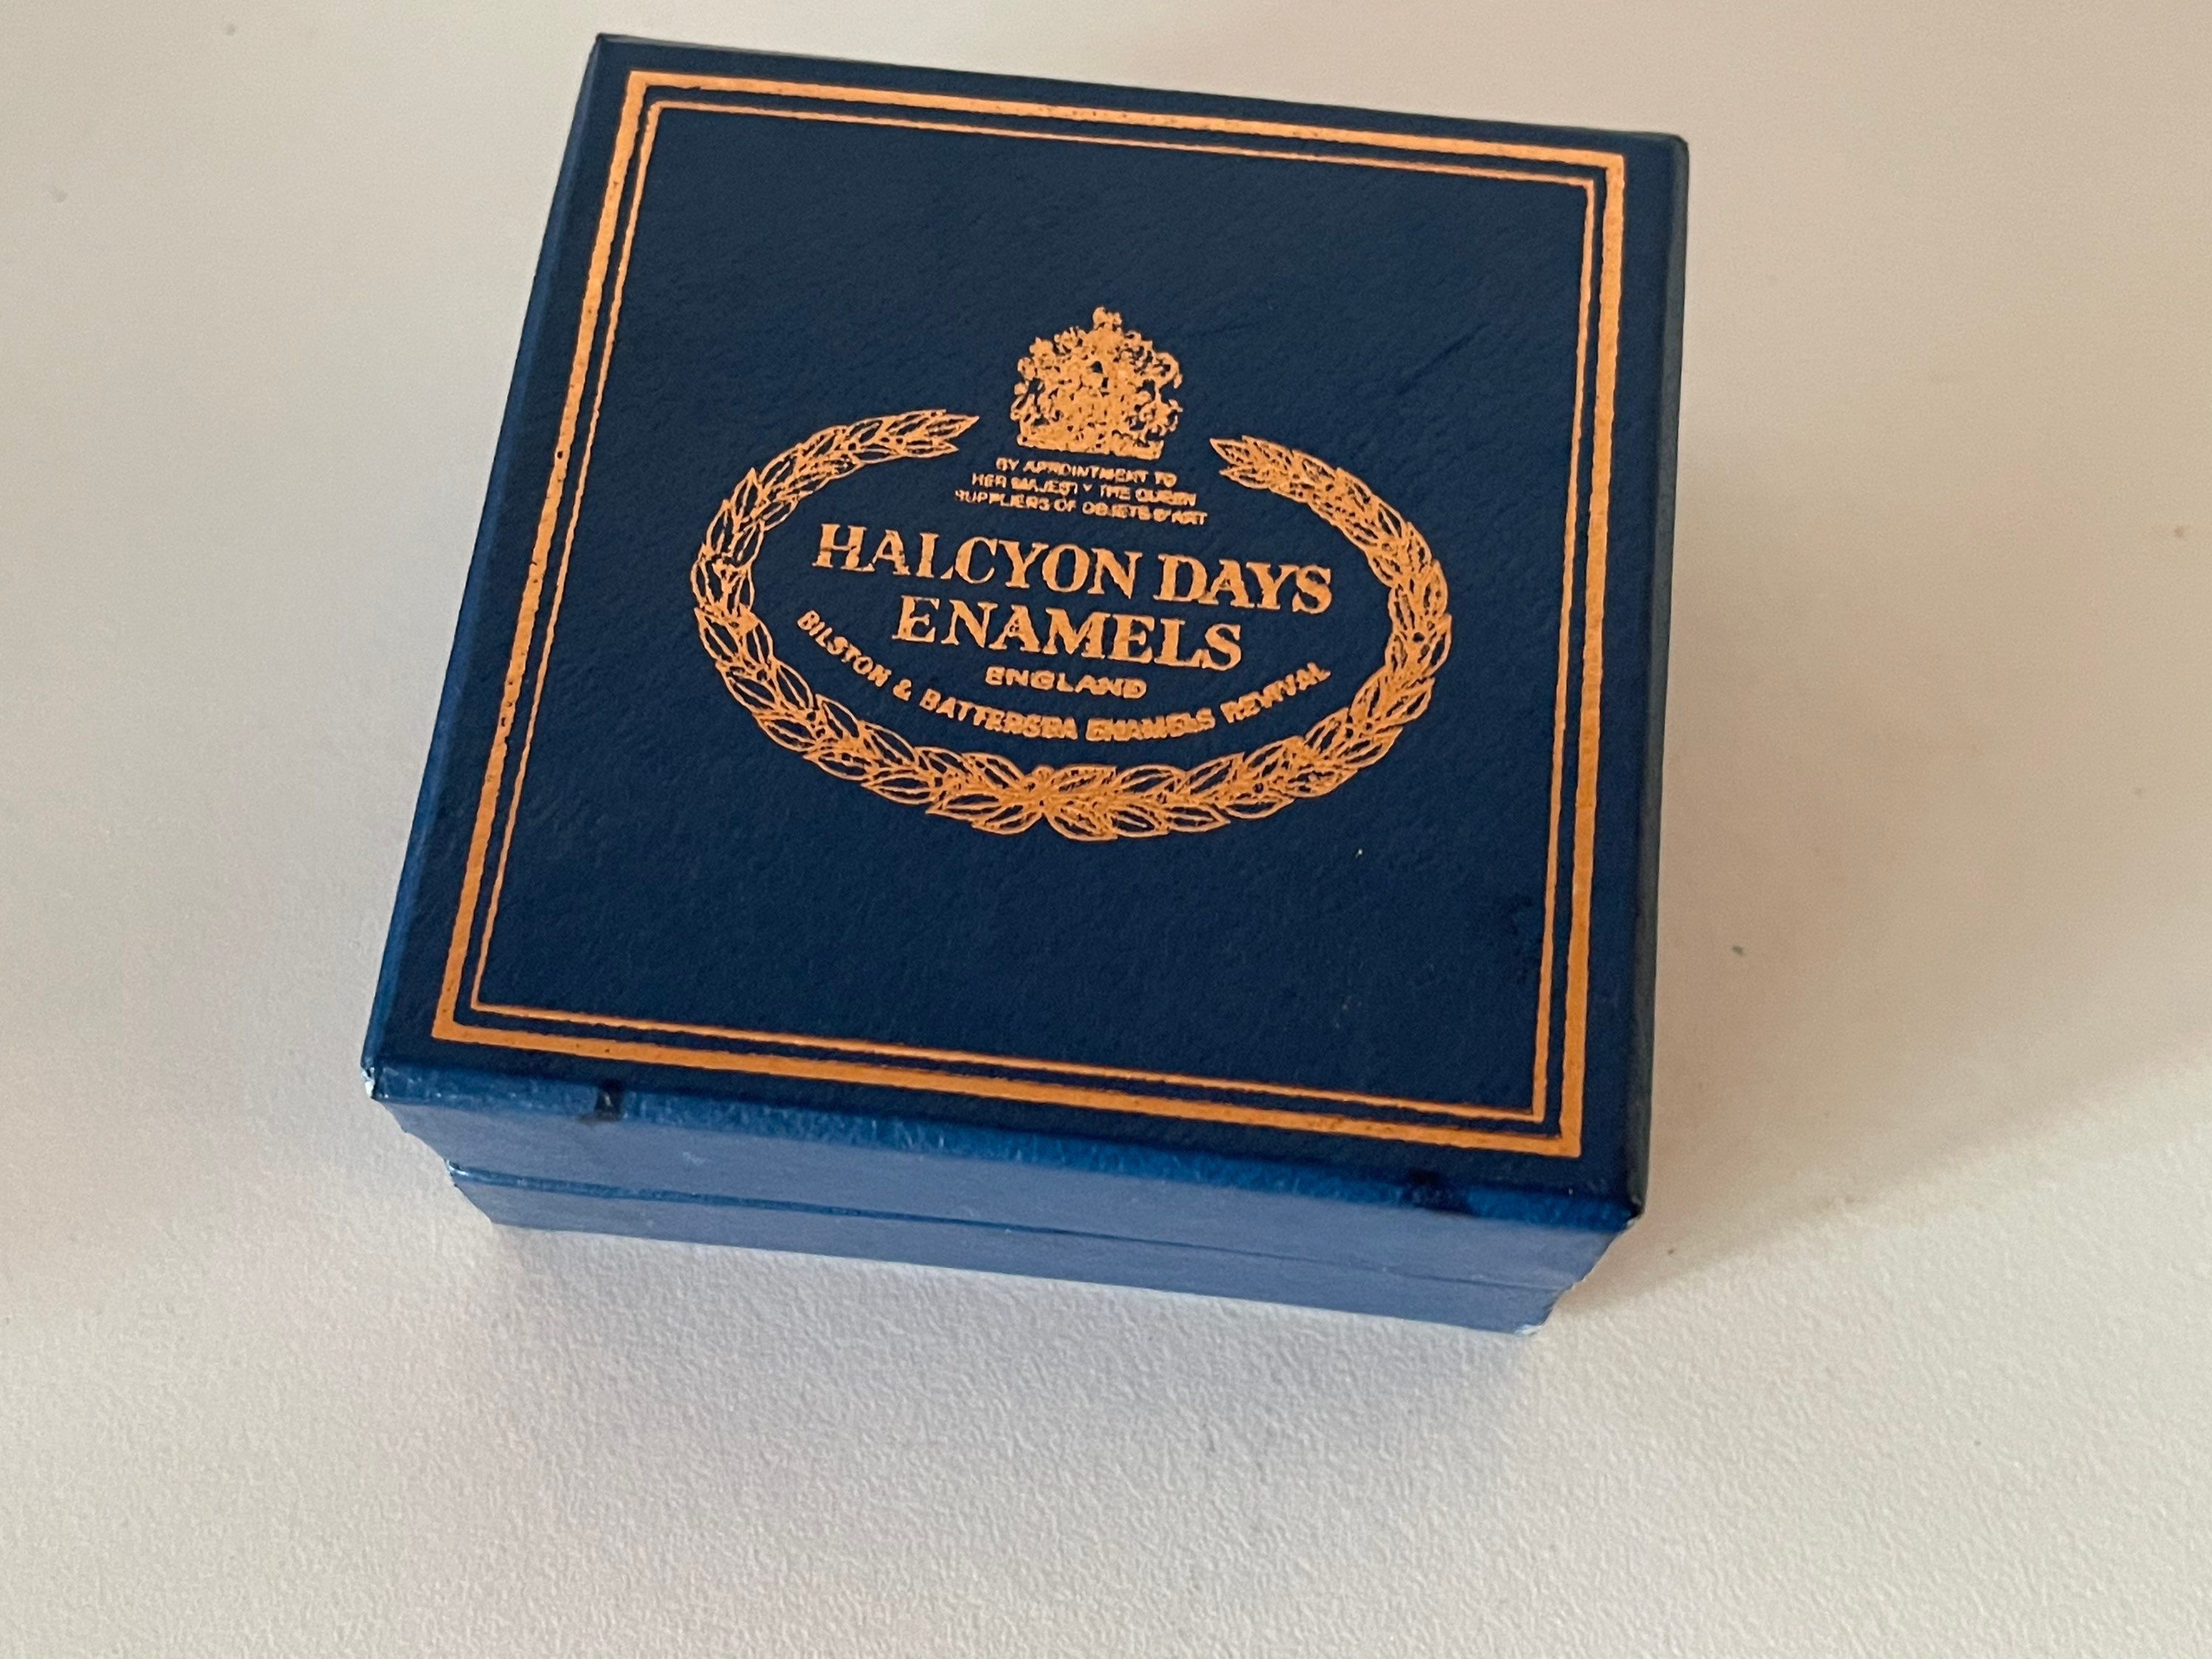 BY APPOINTMENT TO
HER MAJESTY THE QUEEN
SUPPLIERS OF OBJETS D'ART
HALCYON DAYS
ENAMELS
ENGLAND
BILSTON & BATTERSEA ENAMELS REVIVAL